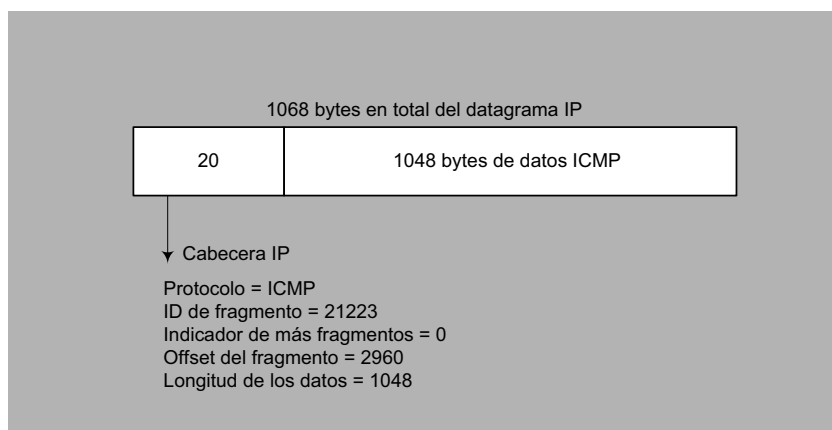 1068 bytes en total del datagrama IP
20
1048 bytes de datos ICMP
Cabecera IP
Protocolo = ICMP
ID de fragmento = 21223
Indicador de más fragmentos = 0
Offset del fragmento = 2960
Longitud de los datos = 1048